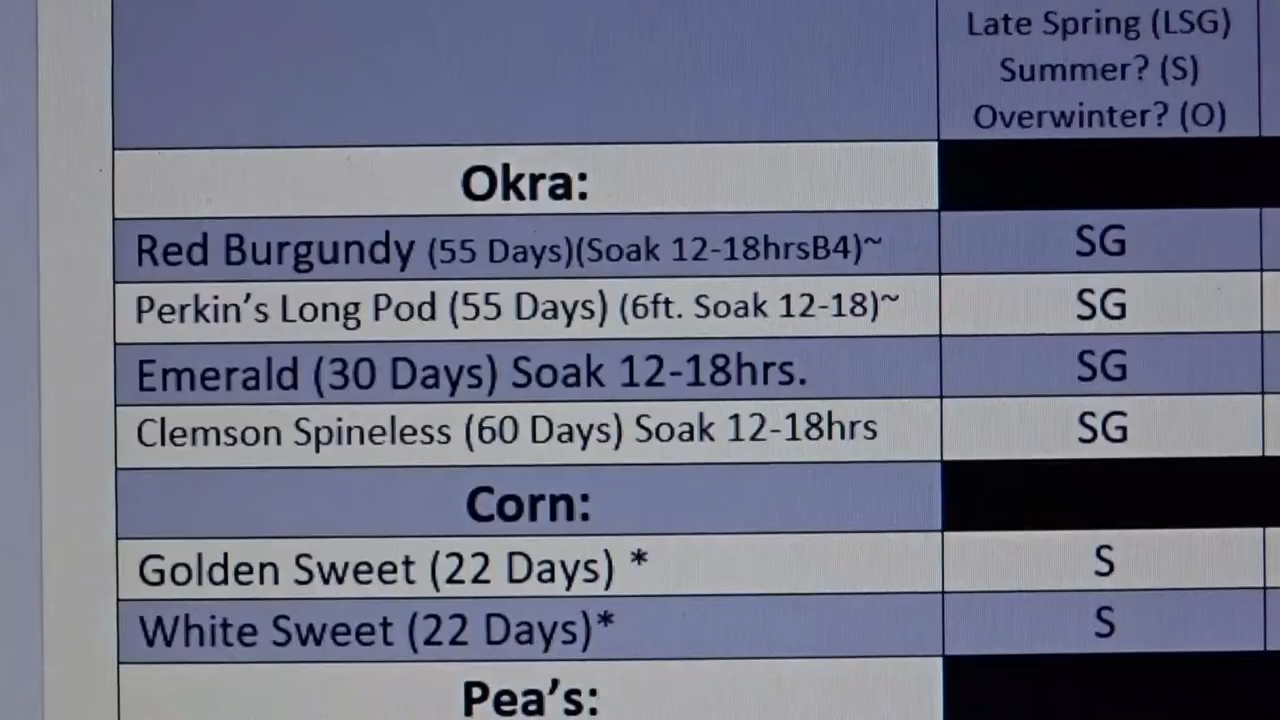 Late Spring (LSG)
Summer? (S)
Overwinter? (O)
Okra:
Red Burgundy (55 Days)(Soak 12-18hrsB4)~ SG
Perkin's Long Pod (55 Days) (6ft. Soak 12-18)~ SG
Emerald (30 Days) Soak 12-18hrs. SG
Clemson Spineless (60 Days) Soak 12-18hrs SG
Corn:
Golden Sweet (22 Days) * S
White Sweet (22 Days)* S
Pea's: